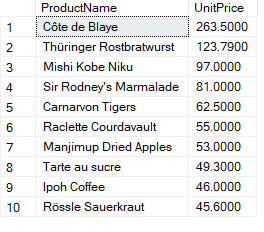 ProductName UnitPrice
1 Côte de Blaye 263.5000
2 Thüringer Rostbratwurst 123.7900
3 Mishi Kobe Niku 97.0000
4 Sir Rodney's Marmalade 81.0000
5 Carnarvon Tigers 62.5000
6 Raclette Courdavault 55.0000
7 Manjimup Dried Apples 53.0000
8 Tarte au sucre 49.3000
9 Ipoh Coffee 46.0000
10 Rössle Sauerkraut 45.6000